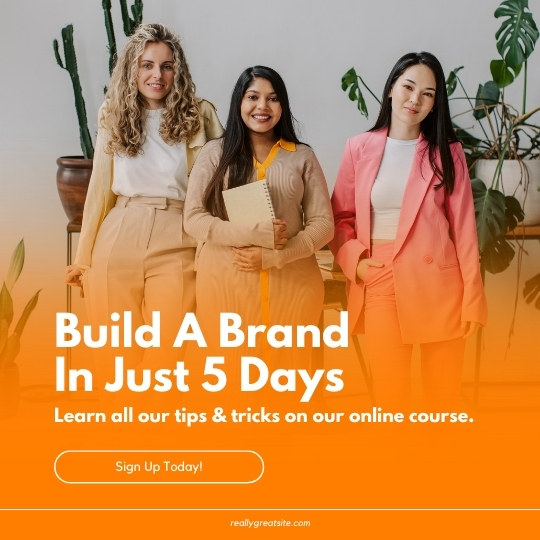 Build A Brand
In Just 5 Days
Learn all our tips & tricks on our online course.
Sign Up Today!
reallygreatsite.com